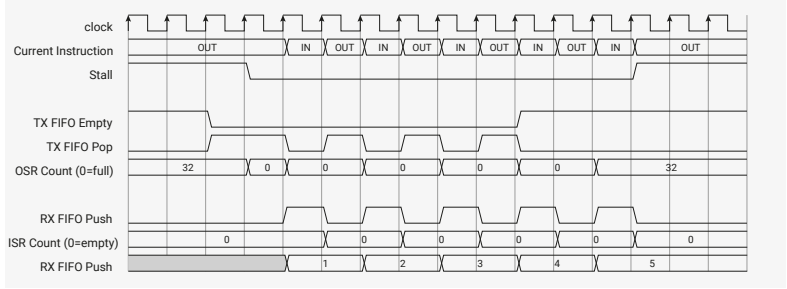 clock
Current Instruction OUT IN OUT IN OUT IN OUT IN OUT IN OUT
Stall
TX FIFO Empty
TX FIFO Pop
OSR Count (0=full) 32 0 0 0 0 0 0 32
RX FIFO Push
ISR Count (0=empty) 0 0 0 0 0 0
RX FIFO Push 1 2 3 4 5